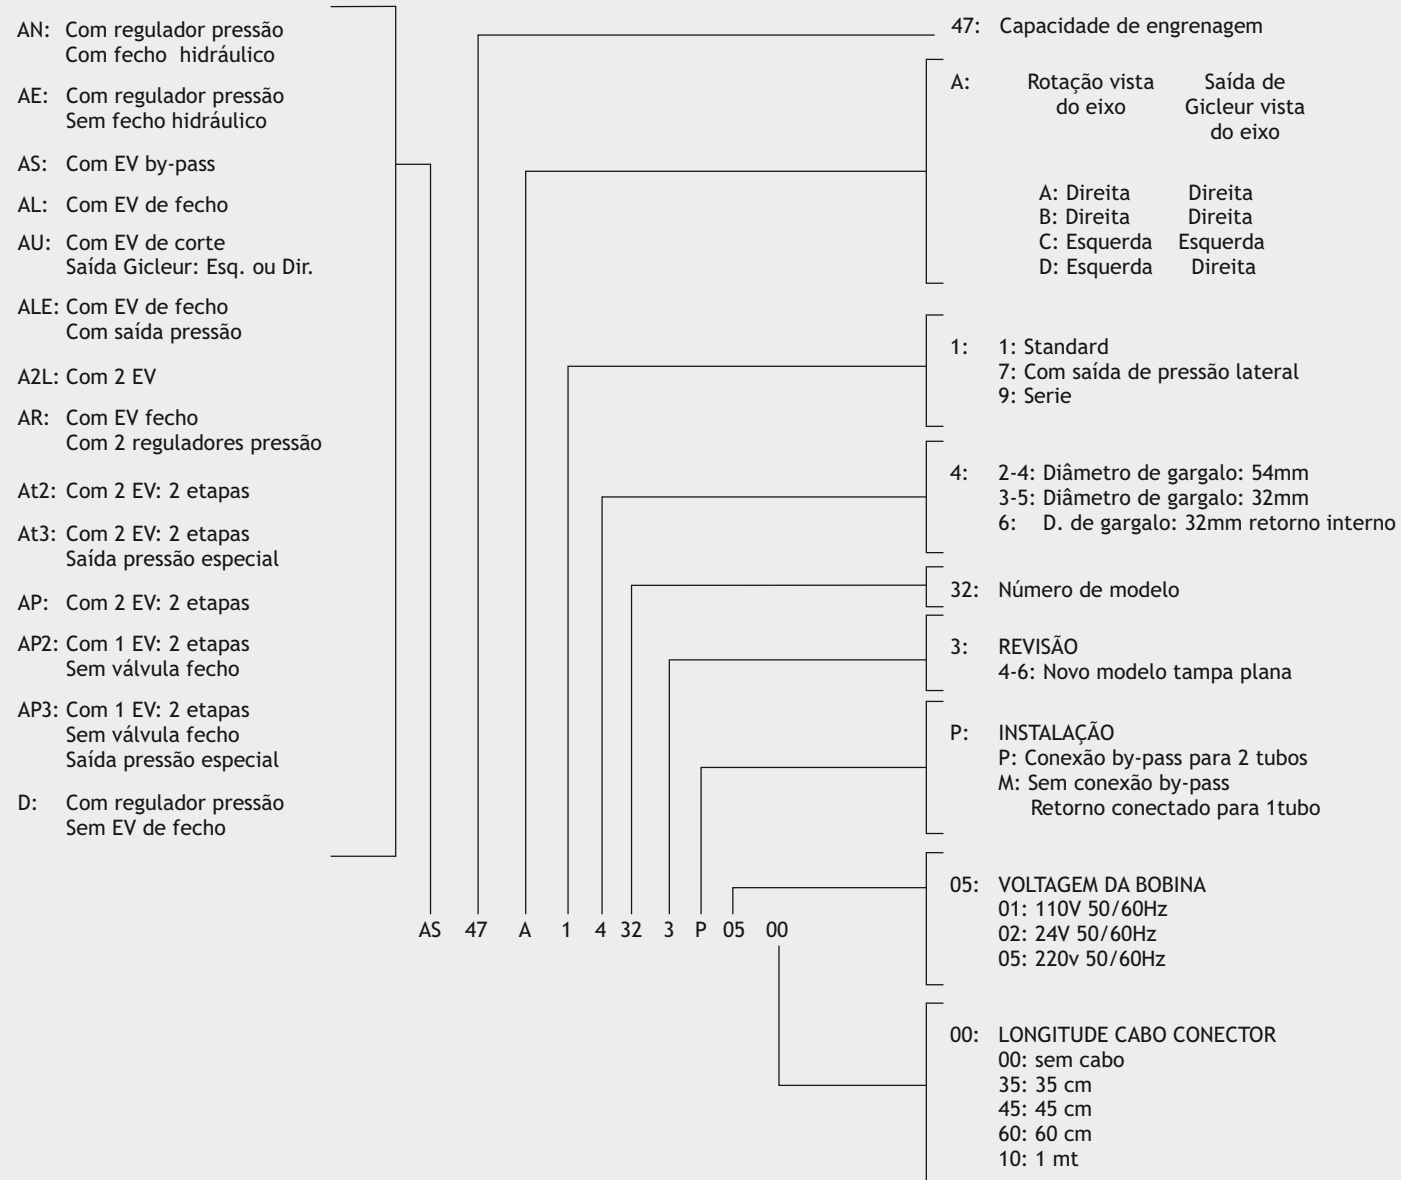 AN: Com regulador pressão
Com fecho hidráulico
AE: Com regulador pressão
Sem fecho hidráulico
AS: Com EV by-pass
AL: Com EV de fecho
AU: Com EV de corte
Saída Gicleur: Esq. ou Dir.
ALE: Com EV de fecho
Com saída pressão
A2L: Com 2 EV
AR: Com EV fecho
Com 2 reguladores pressão
At2: Com 2 EV: 2 etapas
At3: Com 2 EV: 2 etapas
Saída pressão especial
AP: Com 2 EV: 2 etapas
AP2: Com 1 EV: 2 etapas
Sem válvula fecho
AP3: Com 1 EV: 2 etapas
Sem válvula fecho
Saída pressão especial
D: Com regulador pressão
Sem EV de fecho
AS 47 A 1 4 32 3 P 05 00
47: Capacidade de engrenagem
A: Rotação vista Saída de
do eixo Gicleur vista
do eixo
A: Direita Direita
B: Direita Direita
C: Esquerda Esquerda
D: Esquerda Direita
1: 1: Standard
7: Com saída de pressão lateral
9: Serie
4: 2-4: Diâmetro de gargalo: 54mm
3-5: Diâmetro de gargalo: 32mm
6: D. de gargalo: 32mm retorno interno
32: Número de modelo
3: REVISÃO
4-6: Novo modelo tampa plana
P: INSTALAÇÃO
P: Conexão by-pass para 2 tubos
M: Sem conexão by-pass
Retorno conectado para 1tubo
05: VOLTAGEM DA BOBINA
01: 110V 50/60Hz
02: 24V 50/60Hz
05: 220v 50/60Hz
00: LONGITUDE CABO CONECTOR
00: sem cabo
35: 35 cm
45: 45 cm
60: 60 cm
10: 1 mt